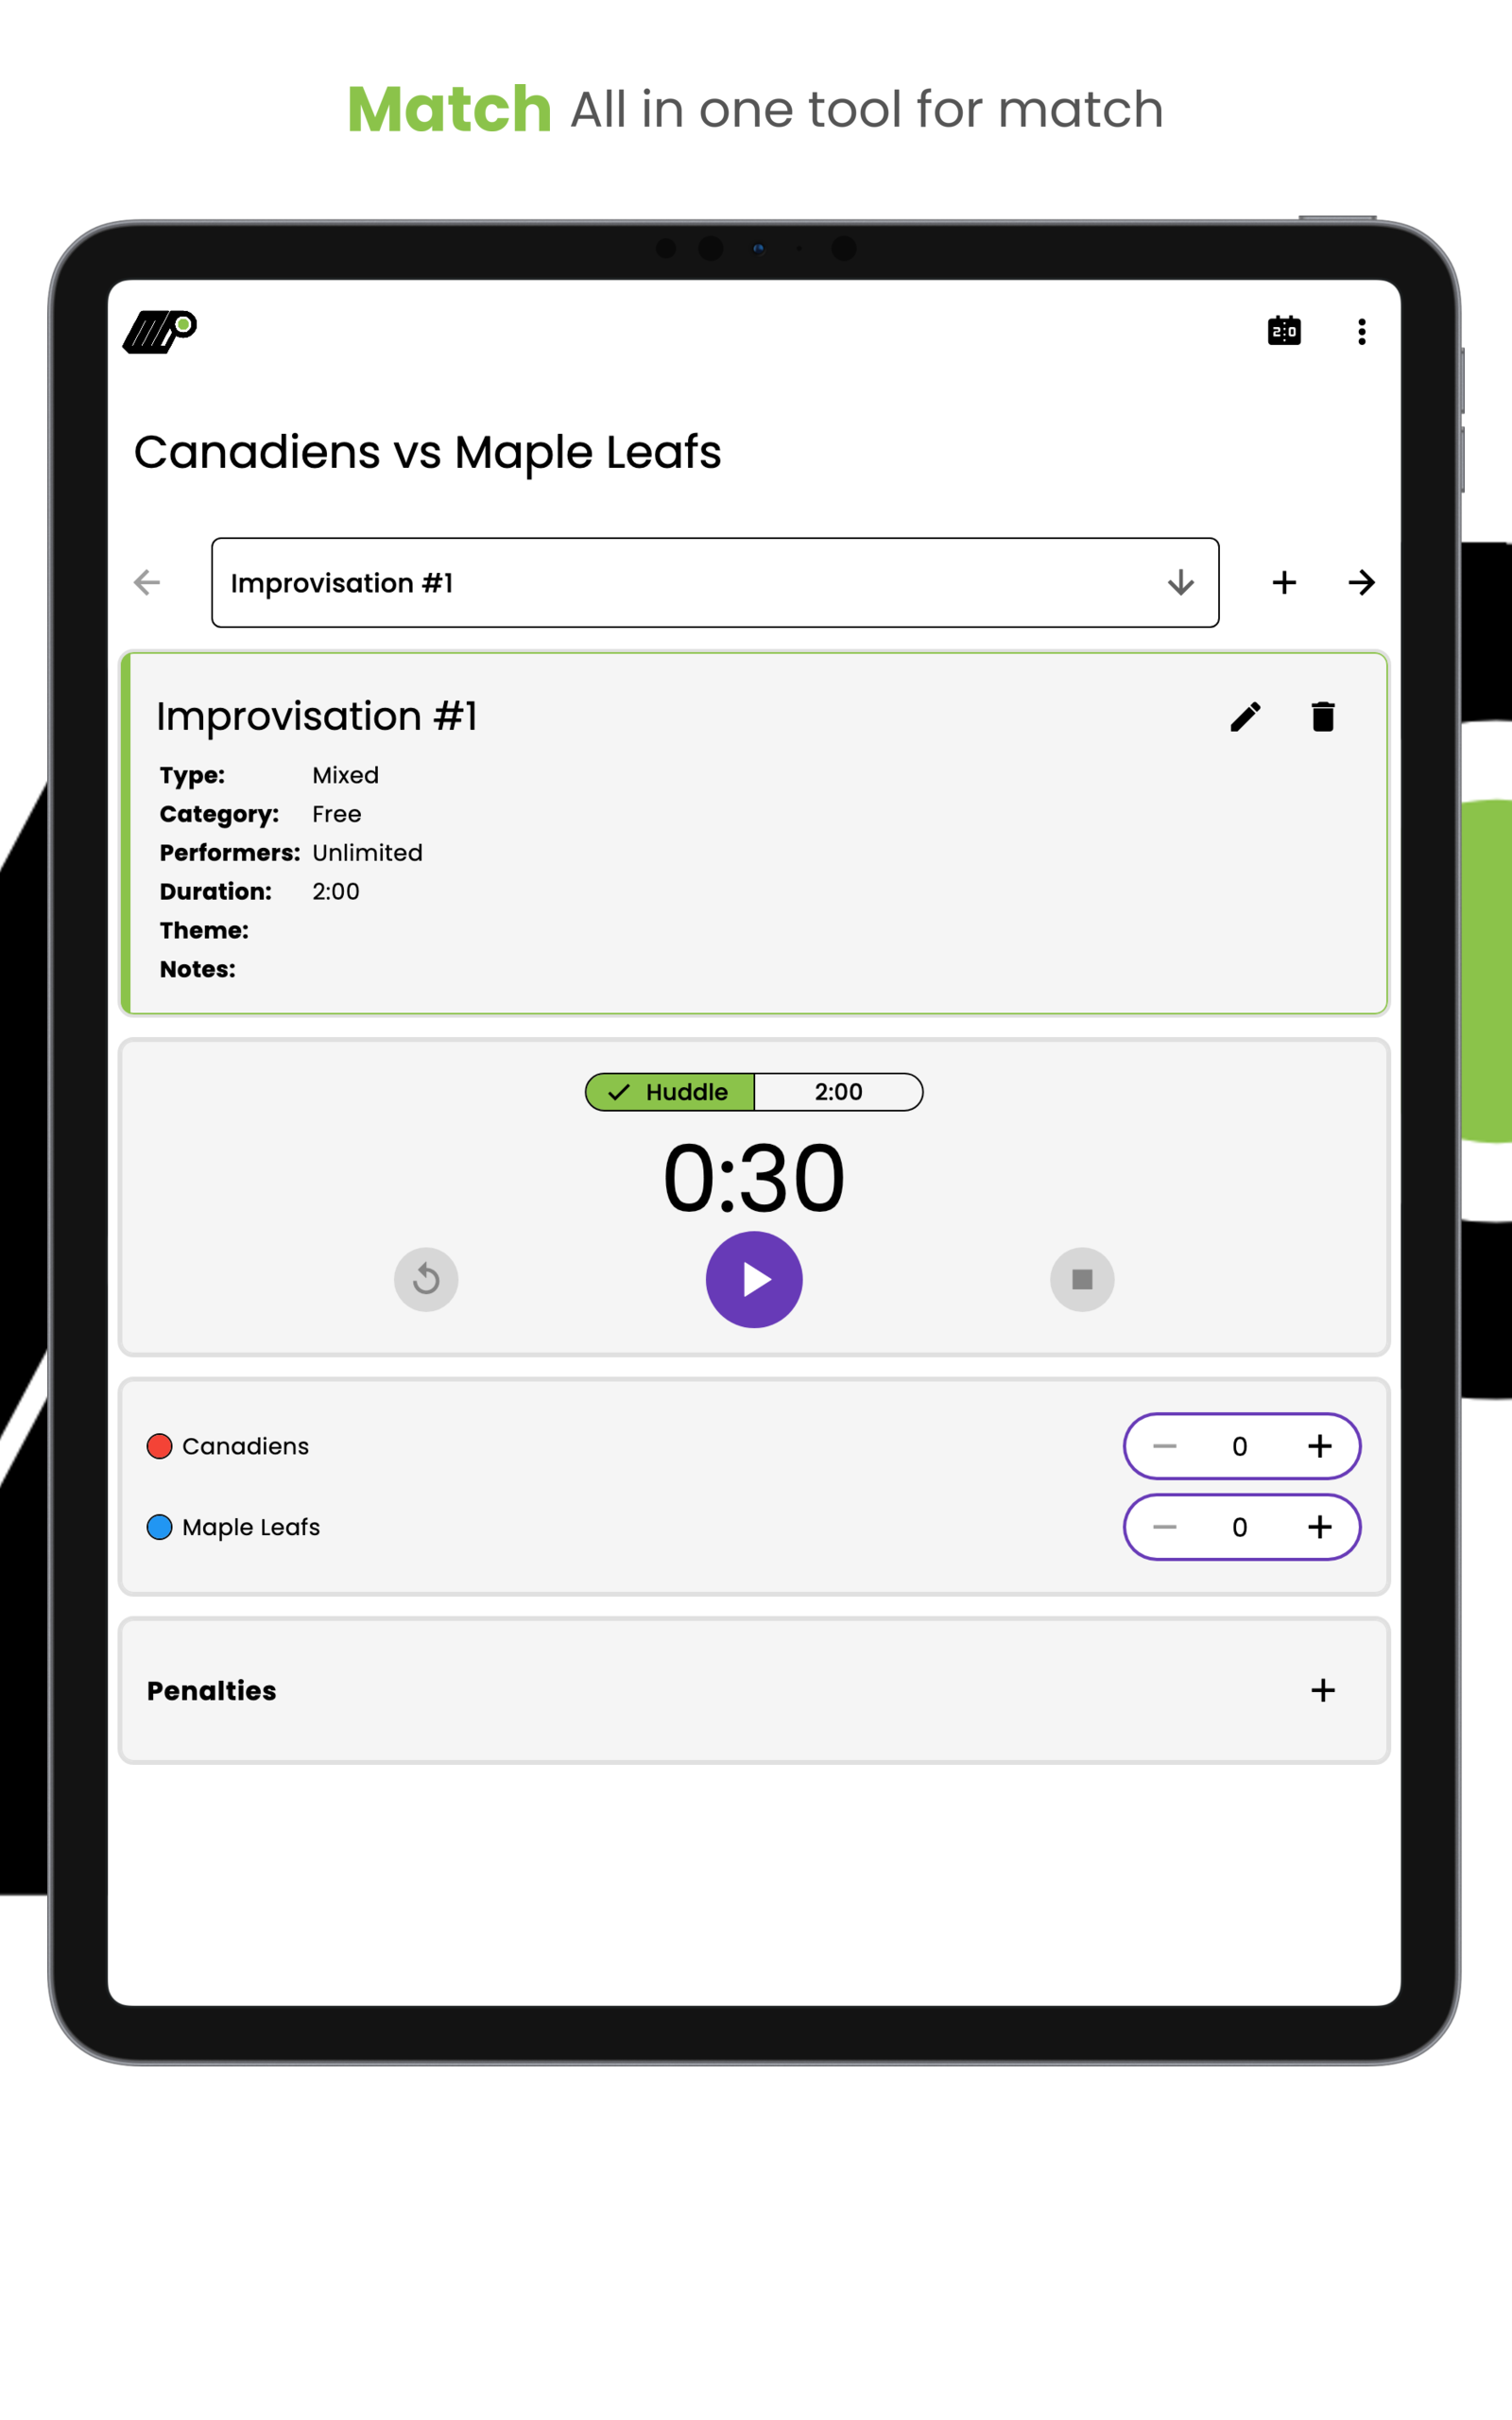 Match All in one tool for match
2:0
Canadiens vs Maple Leafs
Improvisation #1
Improvisation #1
Type: Mixed
Category: Free
Performers: Unlimited
Duration: 2:00
Theme:
Notes:
Huddle 2:00
0:30
Canadiens 0
Maple Leafs 0
Penalties